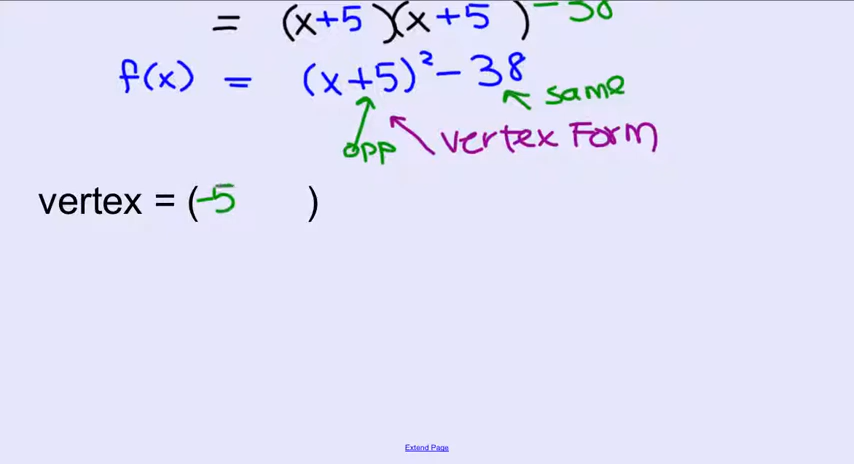 = (x+5)(x+5) - 38
f(x) = (x+5)² - 38
same
opp
vertex Form
vertex = (-5 )
Extend Page